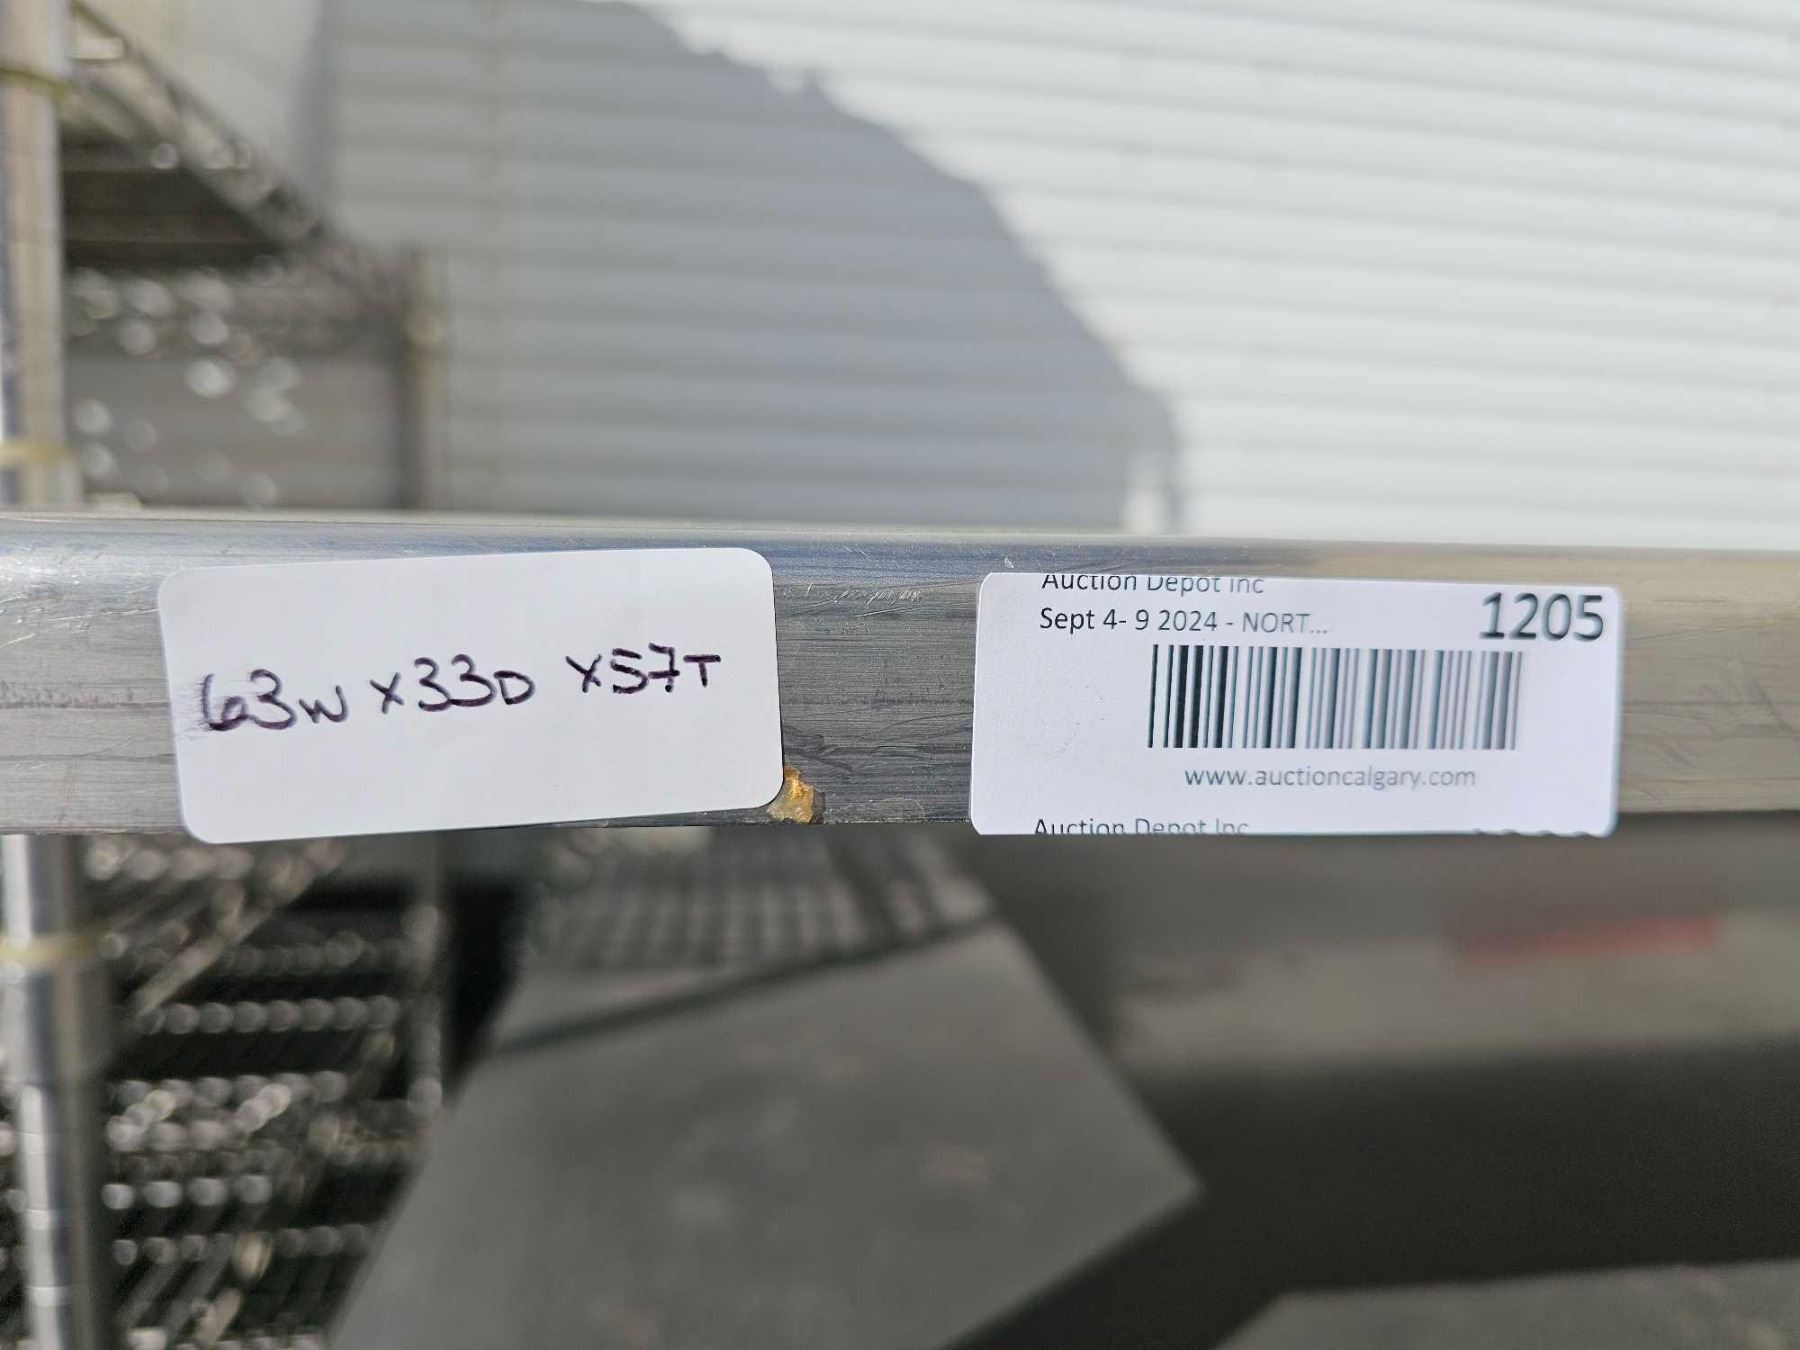 63W X33D X57T
Auction Depot Inc
Sept 4- 9 2024 - NORT...
1205
www.auctioncalgary.com
Auction Depot Inc